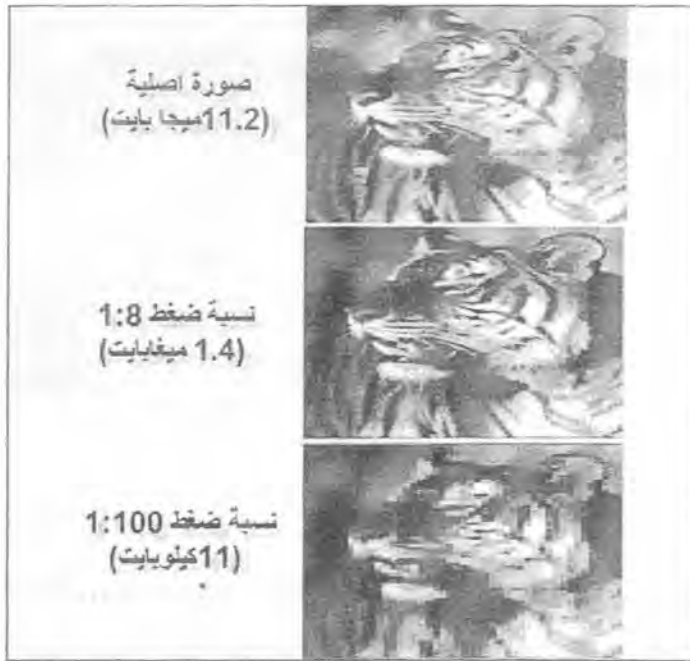 صورة اصلية
(11.2ميجا بايت)
نسبة ضغط 1:8
(1.4 ميغابايت)
نسبة ضغط 1:100
(11كيلوبايت)